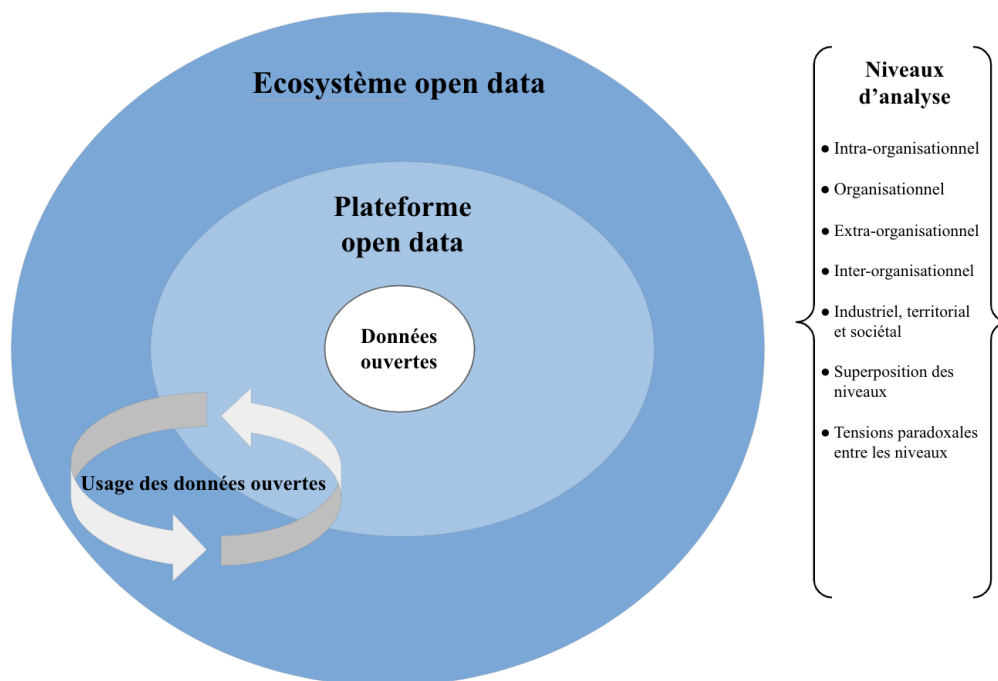 Ecosystème open data
Plateforme
open data
Données
ouvertes
Usage des données ouvertes
Niveaux
d’analyse
● Intra-organisationnel
● Organisationnel
● Extra-organisationnel
● Inter-organisationnel
● Industriel, territorial
et sociétal
● Superposition des
niveaux
● Tensions paradoxales
entre les niveaux